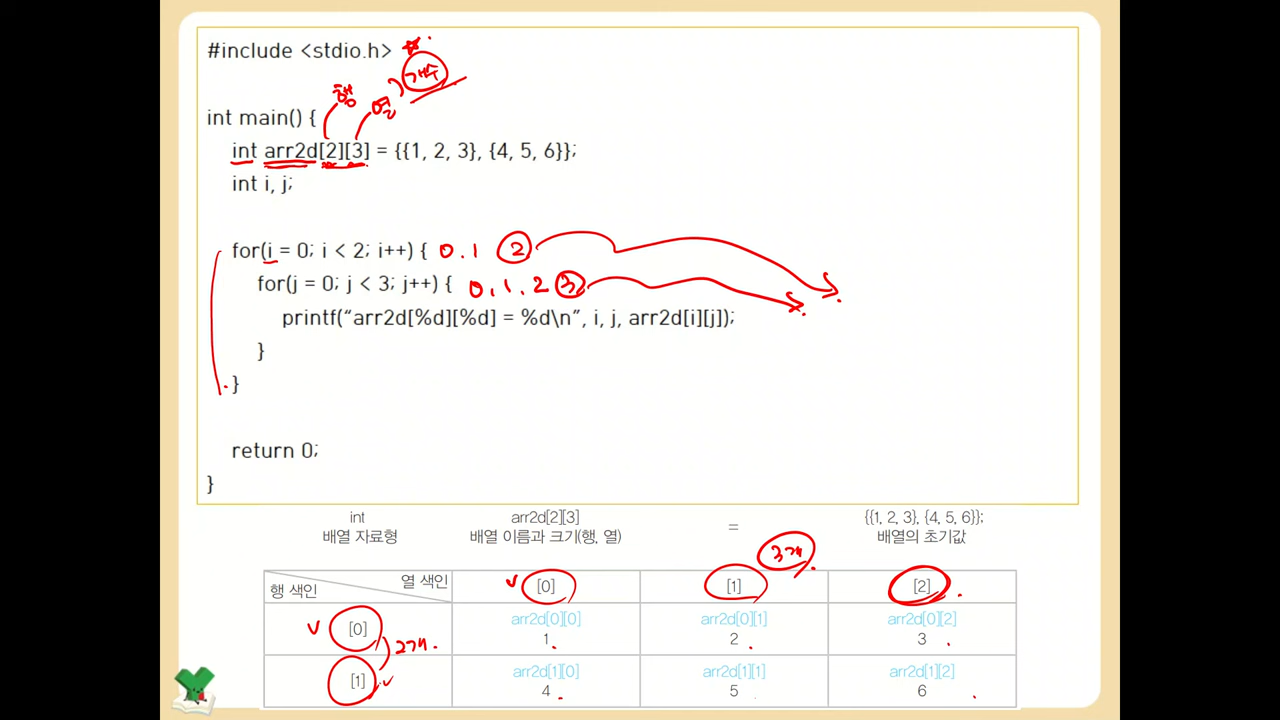 #include <stdio.h>
개수
행
열
int main() {
int arr2d[2][3] = {{1, 2, 3}, {4, 5, 6}};
int i, j;
for(i = 0; i < 2; i++) { 0. 1 2
for(j = 0; j < 3; j++) { 0, 1. 2 3
printf(“arr2d[%d][%d] = %d\n”, i, j, arr2d[i][j]);
}
}
return 0;
}
int arr2d[2][3] = {{1, 2, 3}, {4, 5, 6}};
배열 자료형 배열 이름과 크기(행, 열) 배열의 초기값
3개
열 색인 [0] [1] [2]
행 색인
[0] arr2d[0][0] arr2d[0][1] arr2d[0][2]
1 2 3
2개
[1] arr2d[1][0] arr2d[1][1] arr2d[1][2]
4 5 6